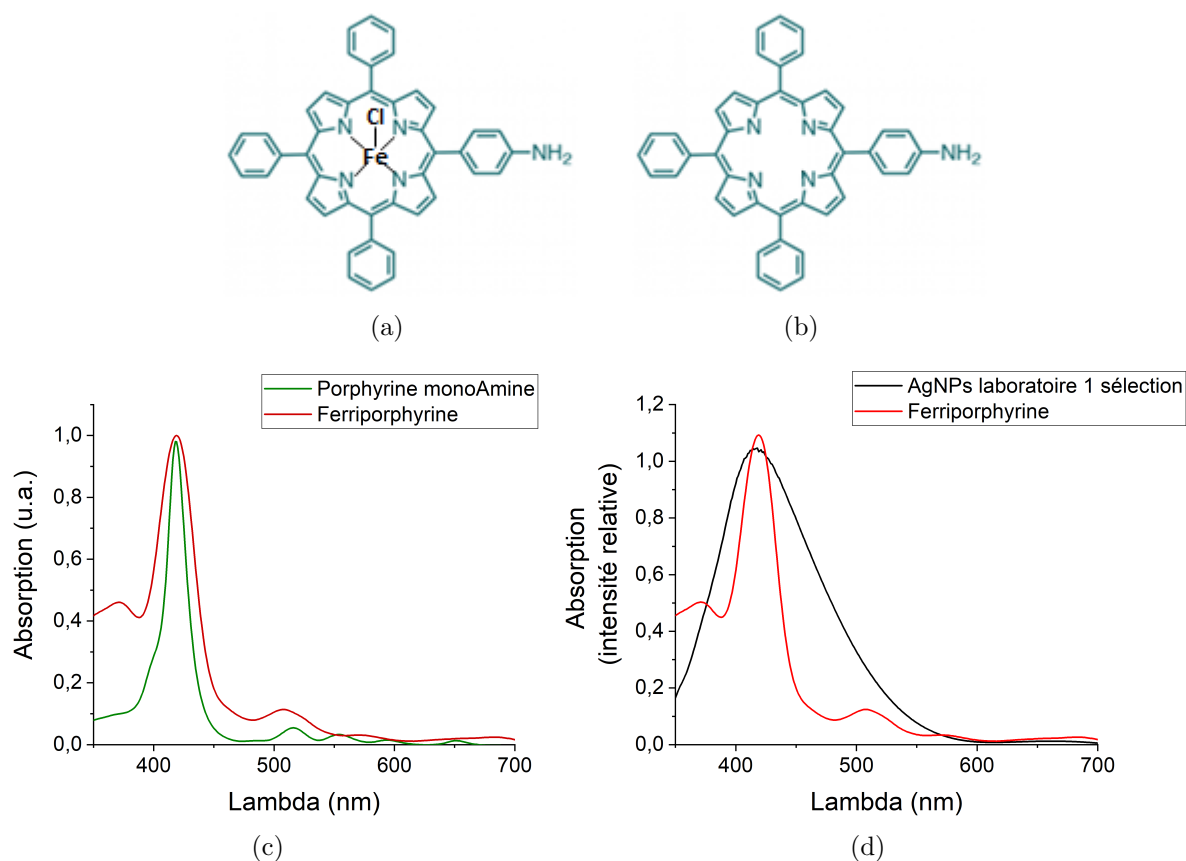 Cl
N
N
Fe
N
N
NH2
N
N
N
N
NH2
(a)
(b)
Porphyrine monoAmine
Ferriporphyrine
1,0
0,8
0,6
0,4
0,2
0,0
400
500
600
700
Absorption (u.a.)
Lambda (nm)
(c)
AgNPs laboratoire 1 sélection
Ferriporphyrine
1,2
1,0
0,8
0,6
0,4
0,2
0,0
400
500
600
700
Absorption
(intensité relative)
Lambda (nm)
(d)